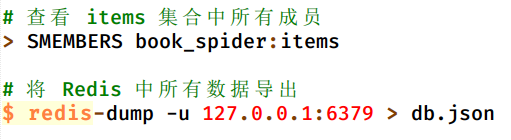 # 查看 items 集合中所有成员
> SMEMBERS book_spider:items
# 将 Redis 中所有数据导出
$ redis-dump -u 127.0.0.1:6379 > db.json